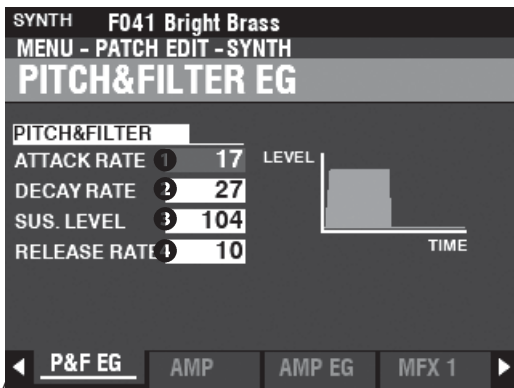 SYNTH F041 Bright Brass
MENU - PATCH EDIT - SYNTH
PITCH&FILTER EG
PITCH&FILTER
ATTACK RATE 1 17
DECAY RATE 2 27
SUS. LEVEL 3 104
RELEASE RATE 4 10
LEVEL
TIME
P&F EG AMP AMP EG MFX 1